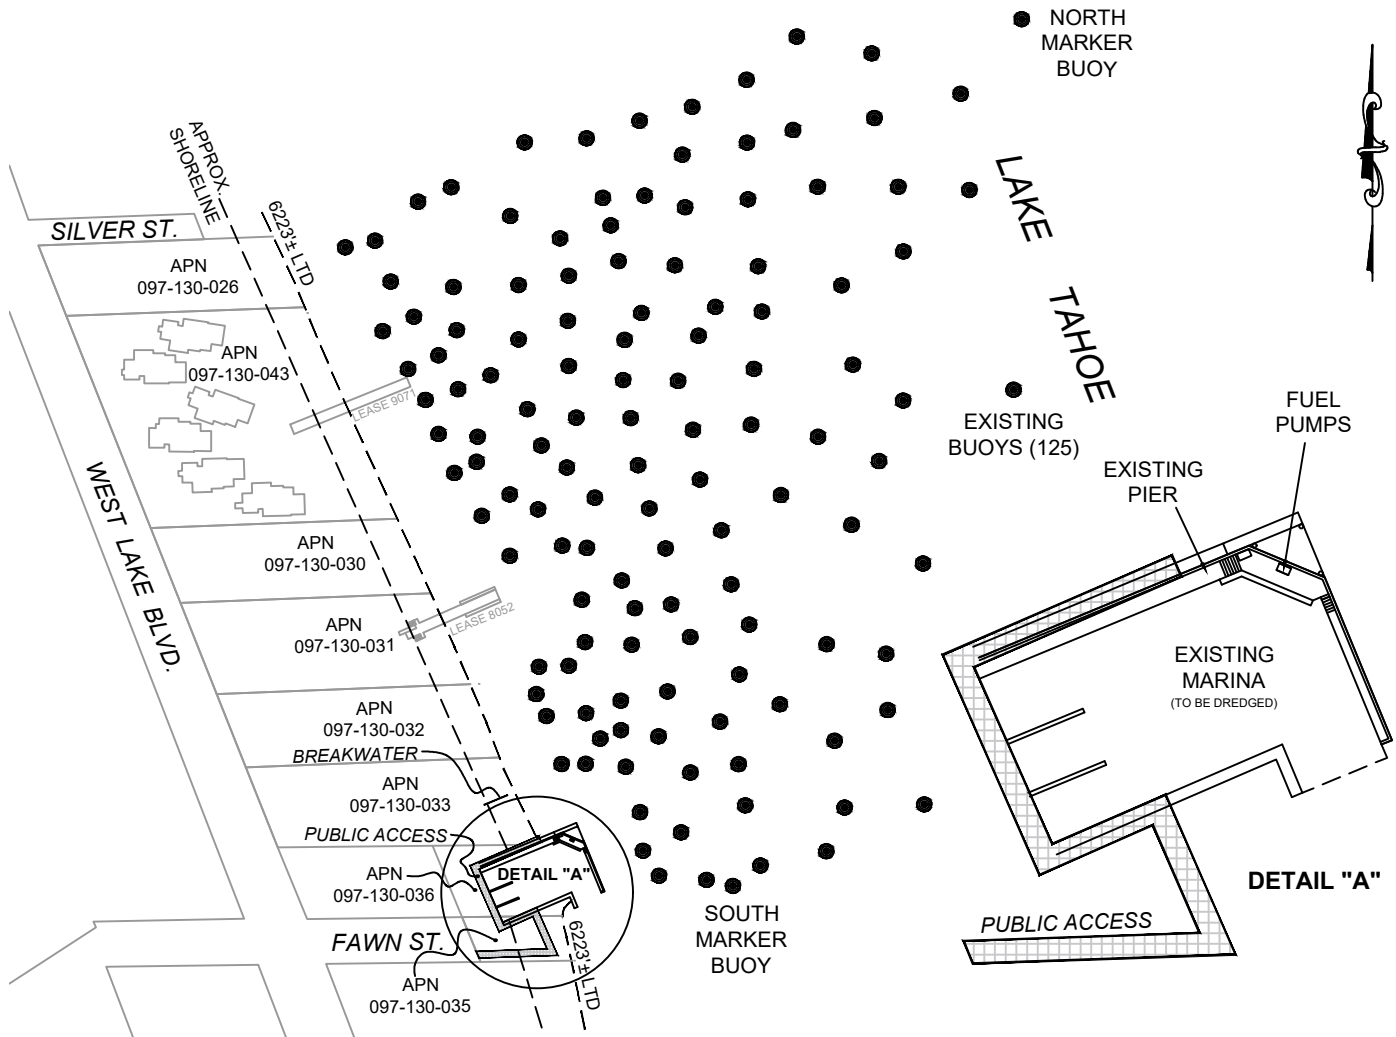 NORTH
MARKER
BUOY
APPROX.
SHORELINE
6223'± LTD
SILVER ST.
APN
097-130-026
APN
097-130-043
LEASE 9071
LAKE TAHOE
EXISTING
BUOYS (125)
FUEL
PUMPS
EXISTING
PIER
WEST LAKE BLVD.
APN
097-130-030
APN
097-130-031
LEASE 8052
APN
097-130-032
BREAKWATER
APN
097-130-033
PUBLIC ACCESS
APN
097-130-036
DETAIL "A"
FAWN ST.
6223'± LTD
APN
097-130-035
SOUTH
MARKER
BUOY
EXISTING
MARINA
(TO BE DREDGED)
DETAIL "A"
PUBLIC ACCESS